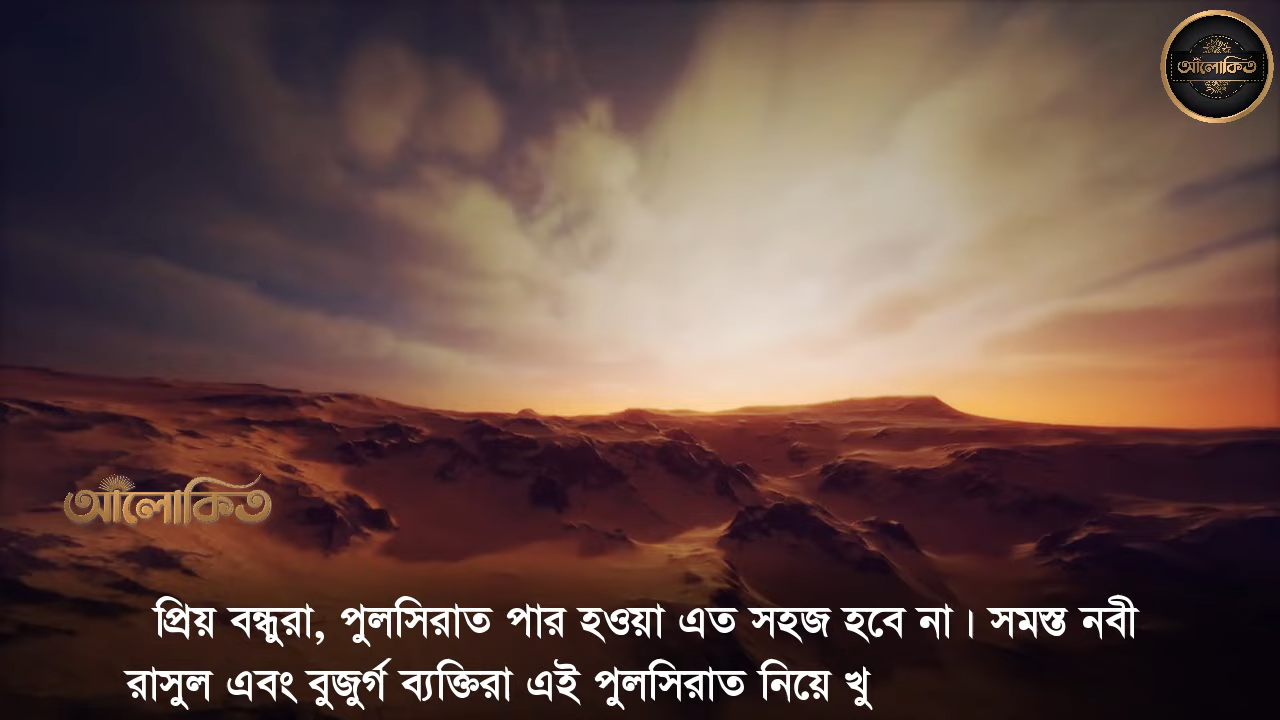 আলোকিত
আলোকিত
প্রিয় বন্ধুরা, পুলসিরাত পার হওয়া এত সহজ হবে না। সমস্ত নবী
রাসুল এবং বুজুর্গ ব্যক্তিরা এই পুলসিরাত নিয়ে খু